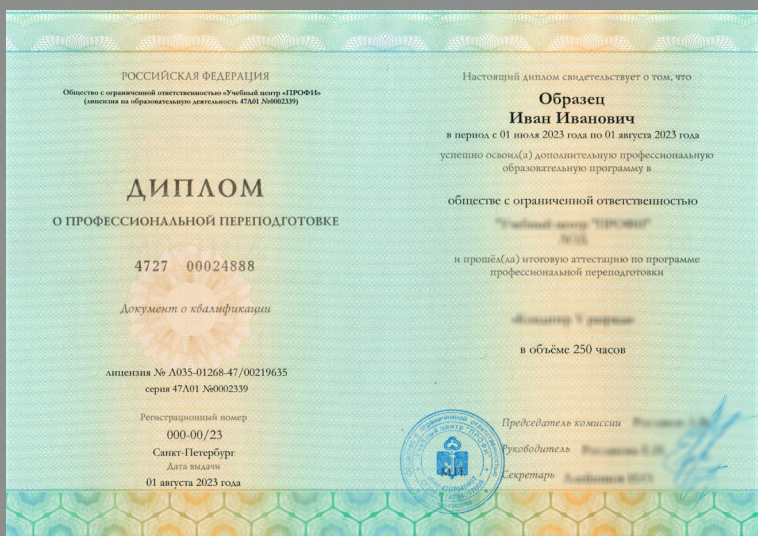 РОССИЙСКАЯ ФЕДЕРАЦИЯ
Общество с ограниченной ответственностью «Учебный центр «ПРОФИ»
(лицензия на образовательную деятельность 47Л01 №0002339)
ДИПЛОМ
О ПРОФЕССИОНАЛЬНОЙ ПЕРЕПОДГОТОВКЕ
4727 00024888
Документ о квалификации
лицензия № Л035-01268-47/00219635
серия 47Л01 №0002339
Регистрационный номер
000-00/23
Санкт-Петербург
Дата выдачи
01 августа 2023 года
Настоящий диплом свидетельствует о том, что
Образец
Иван Иванович
в период с 01 июля 2023 года по 01 августа 2023 года
успешно освоил(а) дополнительную профессиональную
образовательную программу в
обществе с ограниченной ответственностью
и прошёл(ла) итоговую аттестацию по программе
профессиональной переподготовки
в объёме 250 часов
Председатель комиссии
Руководитель
Секретарь
М.П.